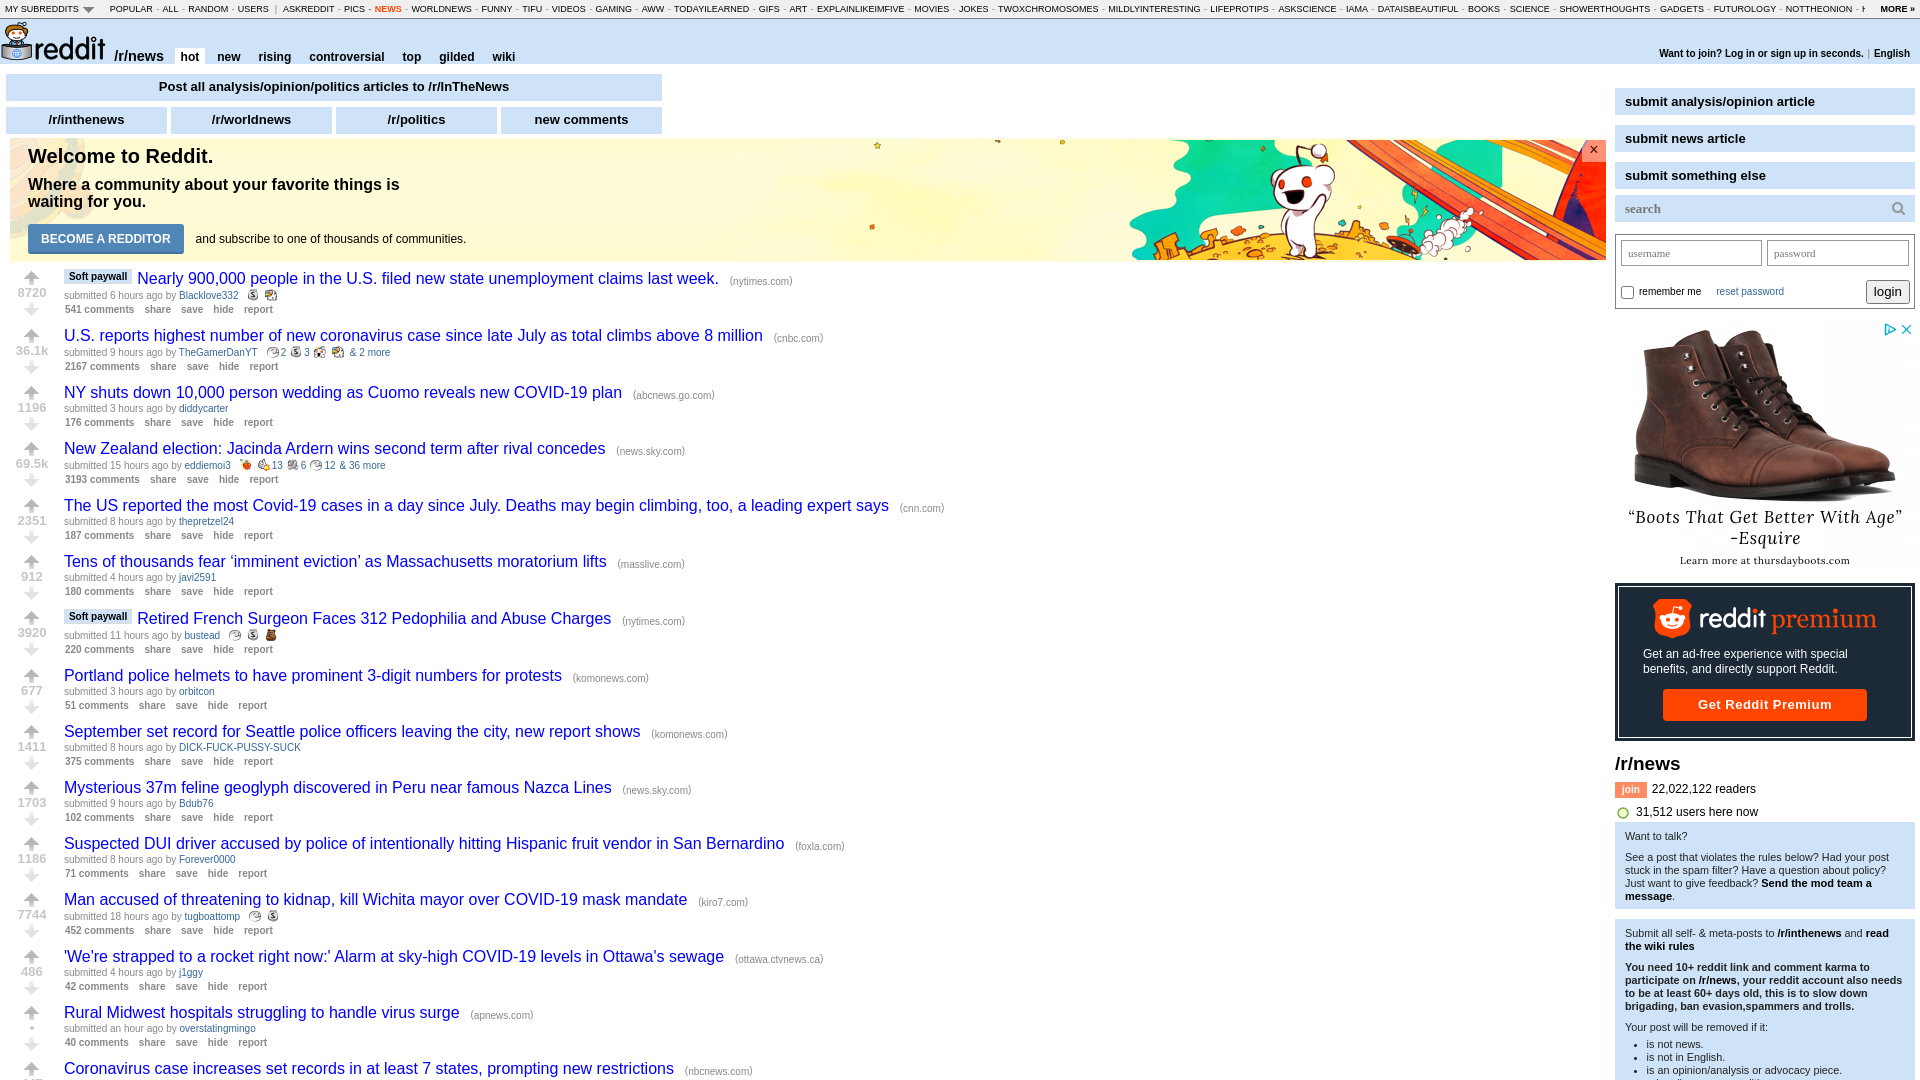 MY SUBREDDITS POPULAR - ALL - RANDOM - USERS | ASKREDDIT - PICS - NEWS - WORLDNEWS - FUNNY - TIFU - VIDEOS - GAMING - AWW - TODAYILEARNED - GIFS - ART - EXPLAINLIKEIMFIVE - MOVIES - JOKES - TWOXCHROMOSOMES - MILDLYINTERESTING - LIFEPROTIPS - ASKSCIENCE - IAMA - DATAISBEAUTIFUL - BOOKS - SCIENCE - SHOWERTHOUGHTS - GADGETS - FUTUROLOGY - NOTTHEONION - MORE »
reddit /r/news hot new rising controversial top gilded wiki
Want to join? Log in or sign up in seconds. | English
Post all analysis/opinion/politics articles to /r/InTheNews
/r/inthenews /r/worldnews /r/politics new comments
Welcome to Reddit.
Where a community about your favorite things is
waiting for you.
BECOME A REDDITOR and subscribe to one of thousands of communities.
×
8720
Soft paywall Nearly 900,000 people in the U.S. filed new state unemployment claims last week. (nytimes.com)
submitted 6 hours ago by Blacklove332
541 comments share save hide report
36.1k
U.S. reports highest number of new coronavirus case since late July as total climbs above 8 million (cnbc.com)
submitted 9 hours ago by TheGamerDanYT 2 3 & 2 more
2167 comments share save hide report
1196
NY shuts down 10,000 person wedding as Cuomo reveals new COVID-19 plan (abcnews.go.com)
submitted 3 hours ago by diddycarter
176 comments share save hide report
69.5k
New Zealand election: Jacinda Ardern wins second term after rival concedes (news.sky.com)
submitted 15 hours ago by eddiemoi3 13 6 12 & 36 more
3193 comments share save hide report
2351
The US reported the most Covid-19 cases in a day since July. Deaths may begin climbing, too, a leading expert says (cnn.com)
submitted 8 hours ago by thepretzel24
187 comments share save hide report
912
Tens of thousands fear ‘imminent eviction’ as Massachusetts moratorium lifts (masslive.com)
submitted 4 hours ago by javi2591
180 comments share save hide report
3920
Soft paywall Retired French Surgeon Faces 312 Pedophilia and Abuse Charges (nytimes.com)
submitted 11 hours ago by bustead
220 comments share save hide report
677
Portland police helmets to have prominent 3-digit numbers for protests (komonews.com)
submitted 3 hours ago by orbitcon
51 comments share save hide report
1411
September set record for Seattle police officers leaving the city, new report shows (komonews.com)
submitted 8 hours ago by DICK-FUCK-PUSSY-SUCK
375 comments share save hide report
1703
Mysterious 37m feline geoglyph discovered in Peru near famous Nazca Lines (news.sky.com)
submitted 9 hours ago by Bdub76
102 comments share save hide report
1186
Suspected DUI driver accused by police of intentionally hitting Hispanic fruit vendor in San Bernardino (foxla.com)
submitted 8 hours ago by Forever0000
71 comments share save hide report
7744
Man accused of threatening to kidnap, kill Wichita mayor over COVID-19 mask mandate (kiro7.com)
submitted 18 hours ago by tugboattomp
452 comments share save hide report
486
'We're strapped to a rocket right now:' Alarm at sky-high COVID-19 levels in Ottawa's sewage (ottawa.ctvnews.ca)
submitted 4 hours ago by j1ggy
42 comments share save hide report
•
Rural Midwest hospitals struggling to handle virus surge (apnews.com)
submitted an hour ago by overstatingmingo
40 comments share save hide report
Coronavirus case increases set records in at least 7 states, prompting new restrictions (nbcnews.com)
submit analysis/opinion article
submit news article
submit something else
search
username password
remember me reset password login
“Boots That Get Better With Age”
-Esquire
Learn more at thursdayboots.com
reddit premium
Get an ad-free experience with special
benefits, and directly support Reddit.
Get Reddit Premium
/r/news
join 22,022,122 readers
31,512 users here now
Want to talk?
See a post that violates the rules below? Had your post
stuck in the spam filter? Have a question about policy?
Just want to give feedback? Send the mod team a
message.
Submit all self- & meta-posts to /r/inthenews and read
the wiki rules
You need 10+ reddit link and comment karma to
participate on /r/news, your reddit account also needs
to be at least 60+ days old, this is to slow down
brigading, ban evasion,spammers and trolls.
Your post will be removed if it:
• is not news.
• is not in English.
• is an opinion/analysis or advocacy piece.